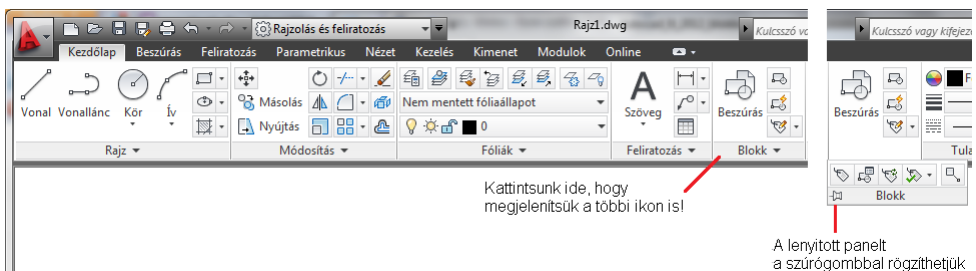 Rajzolás és feliratozás
Rajz1.dwg
Kulcsszó
Kezdőlap Beszúrás Feliratozás Parametrikus Nézet Kezelés Kimenet Modulok Online
Vonal Vonallánc Kör Ív
Másolás
Nyújtás
Nem mentett fóliaállapot
0
Szöveg
Beszúrás
Rajz Módosítás Fóliák Feliratozás Blokk
Kattintsunk ide, hogy
megjelenítsük a többi ikon is!
Kulcsszó vagy kifejez
Beszúrás
F
Tula
Blokk
A lenyitott panelt
a szúrógombbal rögzíthetjük